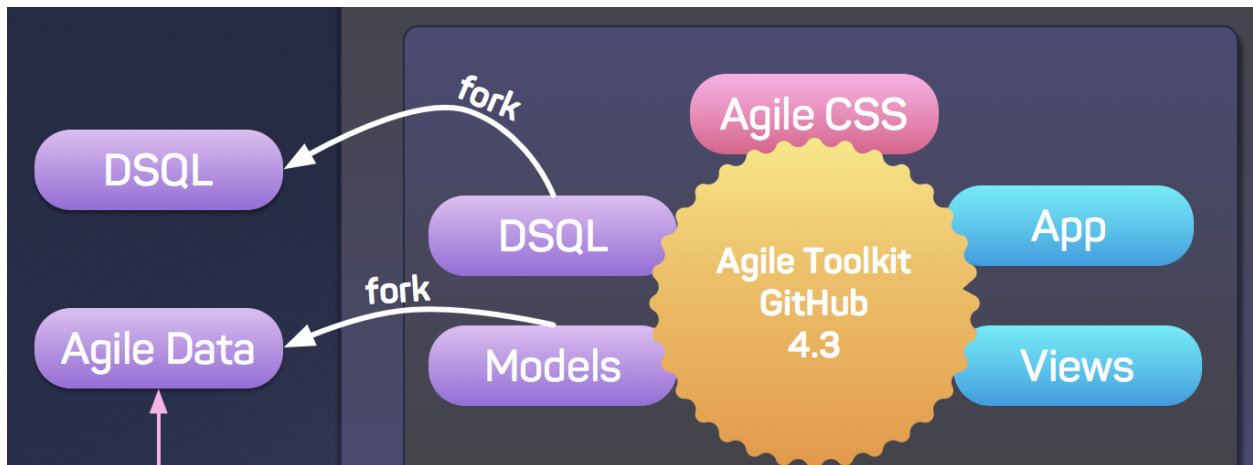 fork
Agile CSS
DSQL
DSQL
App
fork
Agile Toolkit
GitHub
4.3
Agile Data
Models
Views